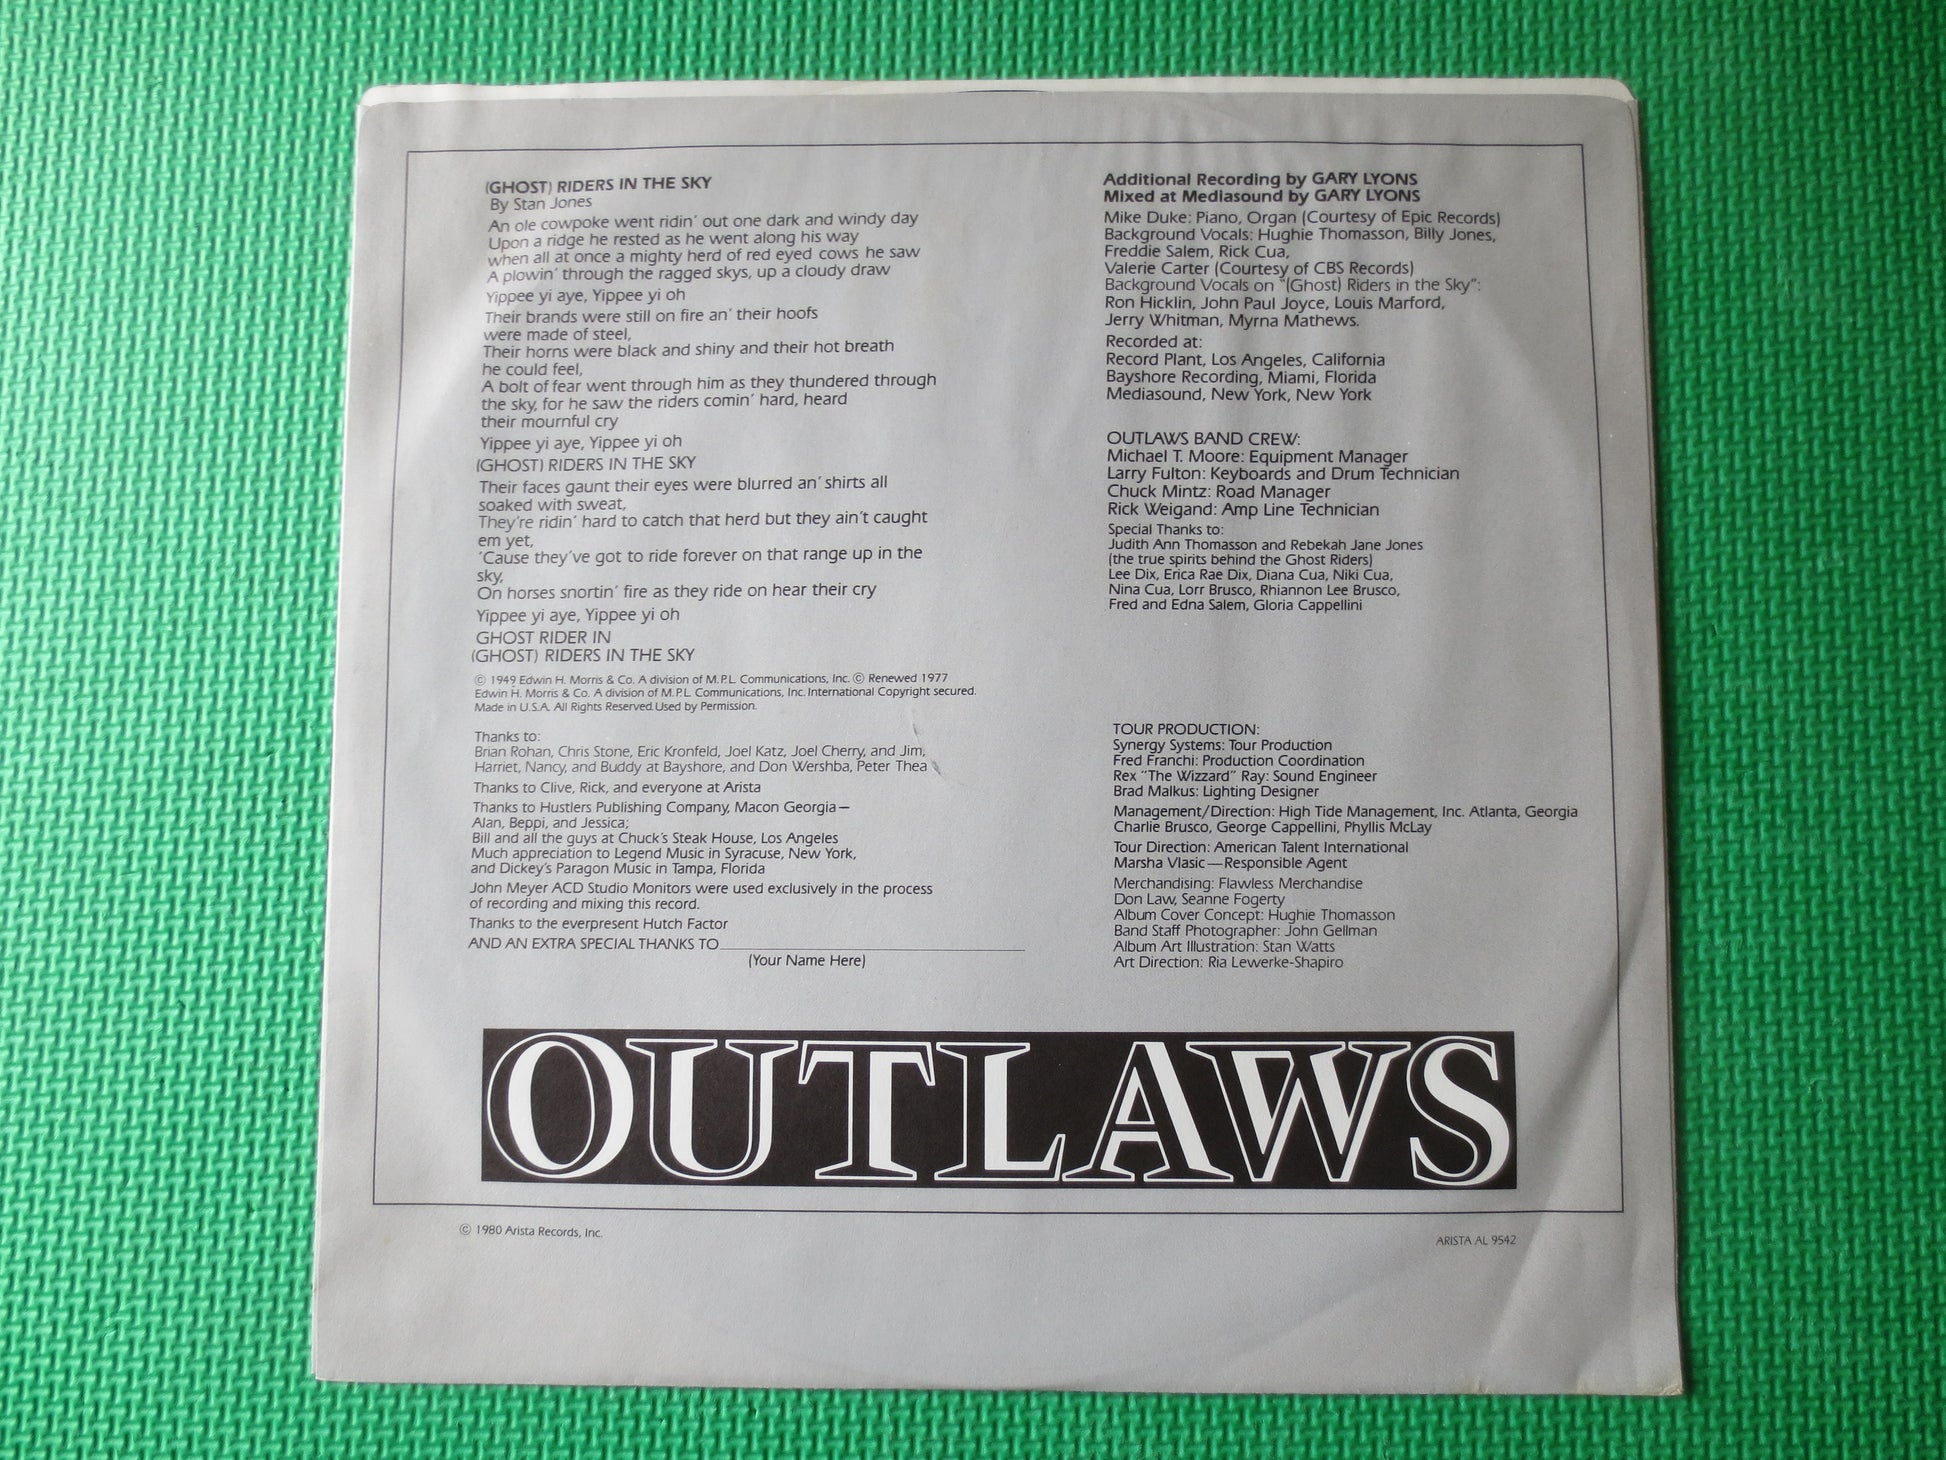 (GHOST) RIDERS IN THE SKY
By Stan Jones
An ole cowpoke went ridin' out one dark and windy day
Upon a ridge he rested as he went along his way
when all at once a mighty herd of red eyed cows he saw
A plowin' through the ragged skys, up a cloudy draw
Yippee yi aye, Yippee yi oh
Their brands were still on fire an' their hoofs
were made of steel,
Their horns were black and shiny and their hot breath
he could feel,
A bolt of fear went through him as they thundered through
the sky, for he saw the riders comin' hard, heard
their mournful cry
Yippee yi aye, Yippee yi oh
(GHOST) RIDERS IN THE SKY
Their faces gaunt their eyes were blurred an' shirts all
soaked with sweat,
They're ridin' hard to catch that herd but they ain't caught
em yet,
'Cause they've got to ride forever on that range up in the
sky,
On horses snortin' fire as they ride on hear their cry
Yippee yi aye, Yippee yi oh
GHOST RIDER IN
(GHOST) RIDERS IN THE SKY
© 1949 Edwin H. Morris & Co. A division of M.P.L. Communications, Inc. © Renewed 1977
Edwin H. Morris & Co. A division of M.P.L. Communications, Inc. International Copyright secured.
Made in U.S.A. All Rights Reserved. Used by Permission.
Thanks to:
Brian Rohan, Chris Stone, Eric Kronfeld, Joel Katz, Joel Cherry, and Jim,
Harriet, Nancy, and Buddy at Bayshore, and Don Wershba, Peter Thea
Thanks to Clive, Rick, and everyone at Arista
Thanks to Hustlers Publishing Company, Macon Georgia—
Alan, Beppi, and Jessica;
Bill and all the guys at Chuck's Steak House, Los Angeles
Much appreciation to Legend Music in Syracuse, New York,
and Dickey's Paragon Music in Tampa, Florida
John Meyer ACD Studio Monitors were used exclusively in the process
of recording and mixing this record.
Thanks to the everpresent Hutch Factor
AND AN EXTRA SPECIAL THANKS TO
(Your Name Here)
Additional Recording by GARY LYONS
Mixed at Mediasound by GARY LYONS
Mike Duke: Piano, Organ (Courtesy of Epic Records)
Background Vocals: Hughie Thomasson, Billy Jones,
Freddie Salem, Rick Cua,
Valerie Carter (Courtesy of CBS Records)
Background Vocals on "(Ghost) Riders in the Sky":
Ron Hicklin, John Paul Joyce, Louis Marford,
Jerry Whitman, Myrna Mathews.
Recorded at:
Record Plant, Los Angeles, California
Bayshore Recording, Miami, Florida
Mediasound, New York, New York
OUTLAWS BAND CREW:
Michael T. Moore: Equipment Manager
Larry Fulton: Keyboards and Drum Technician
Chuck Mintz: Road Manager
Rick Weigand: Amp Line Technician
Special Thanks to:
Judith Ann Thomasson and Rebekah Jane Jones
(the true spirits behind the Ghost Riders)
Lee Dix, Erica Rae Dix, Diana Cua, Niki Cua,
Nina Cua, Lorr Brusco, Rhiannon Lee Brusco,
Fred and Edna Salem, Gloria Cappellini
TOUR PRODUCTION:
Synergy Systems: Tour Production
Fred Franchi: Production Coordination
Rex "The Wizzard" Ray: Sound Engineer
Brad Malkus: Lighting Designer
Management/Direction: High Tide Management, Inc. Atlanta, Georgia
Charlie Brusco, George Cappellini, Phyllis McLay
Tour Direction: American Talent International
Marsha Vlasic—Responsible Agent
Merchandising: Flawless Merchandise
Don Law, Seanne Fogerty
Album Cover Concept: Hughie Thomasson
Band Staff Photographer: John Gellman
Album Art Illustration: Stan Watts
Art Direction: Ria Lewerke-Shapiro
OUTLAWS
© 1980 Arista Records, Inc.
ARISTA AL 9542